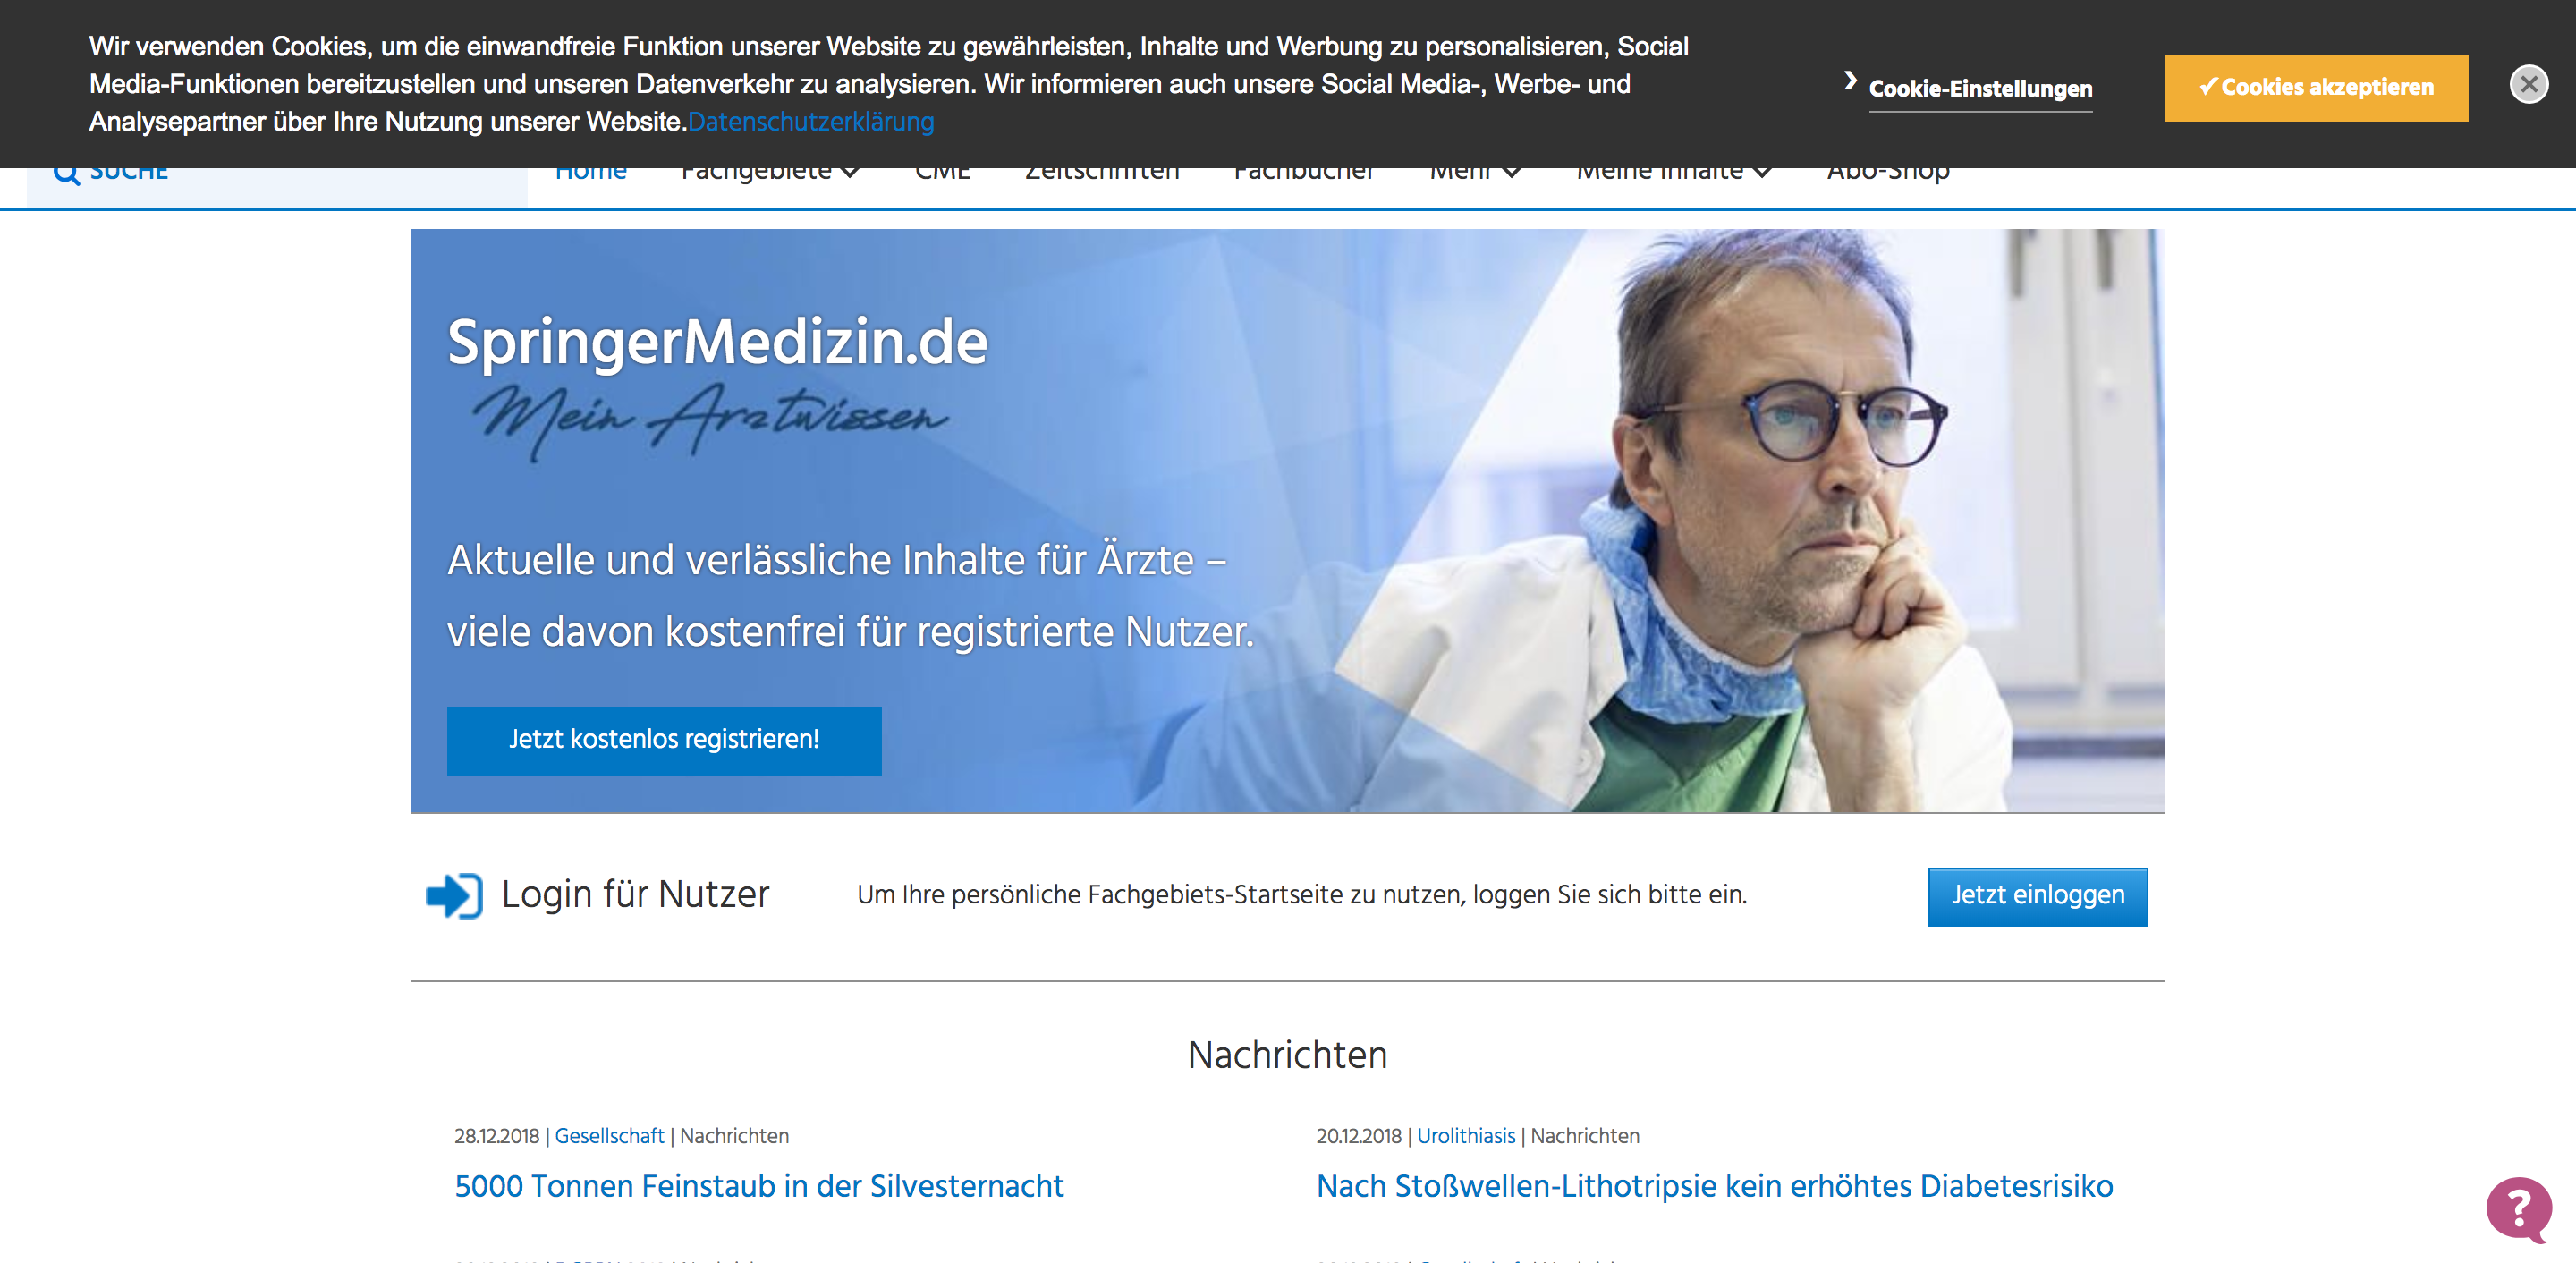 Wir verwenden Cookies, um die einwandfreie Funktion unserer Website zu gewährleisten, Inhalte und Werbung zu personalisieren, Social
Media-Funktionen bereitzustellen und unseren Datenverkehr zu analysieren. Wir informieren auch unsere Social Media-, Werbe- und
Analysepartner über Ihre Nutzung unserer Website.Datenschutzerklärung
Cookie-Einstellungen
✓Cookies akzeptieren
SUCHE
Home
Fachgebiete
CME
Zeitschriften
Fachbücher
Mehr
Meine Inhalte
Abo-Shop
SpringerMedizin.de
Mein Arztwissen
Aktuelle und verlässliche Inhalte für Ärzte –
viele davon kostenfrei für registrierte Nutzer.
Jetzt kostenlos registrieren!
Login für Nutzer
Um Ihre persönliche Fachgebiets-Startseite zu nutzen, loggen Sie sich bitte ein.
Jetzt einloggen
Nachrichten
28.12.2018 | Gesellschaft | Nachrichten
5000 Tonnen Feinstaub in der Silvesternacht
20.12.2018 | Urolithiasis | Nachrichten
Nach Stoßwellen-Lithotripsie kein erhöhtes Diabetesrisiko
?